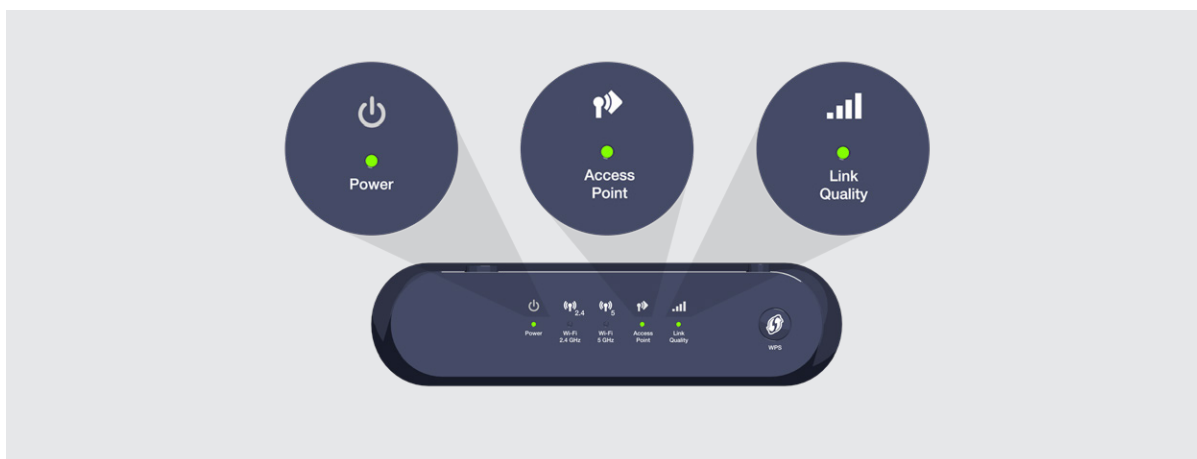 Power
Access
Point
Link
Quality
2.4
5
Power
Wi-Fi
2.4 GHz
Wi-Fi
5 GHz
Access
Point
Link
Quality
WPS